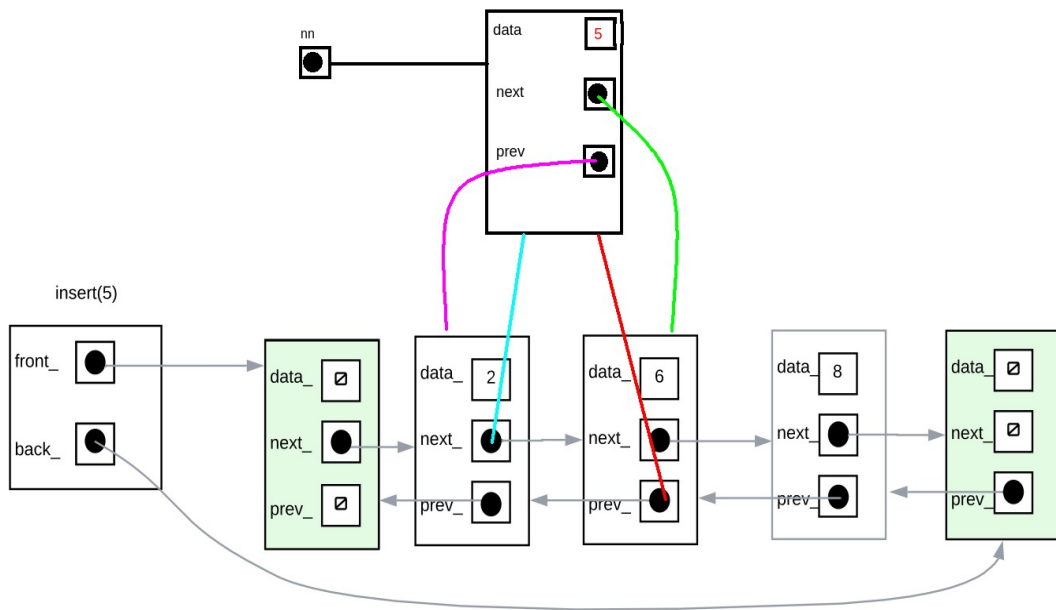 nn
data 5
next
prev
insert(5)
front_
back_
data_
next_
prev_
data_ 2
next_
prev_
data_ 6
next_
prev_
data_ 8
next_
prev_
data_
next_
prev_